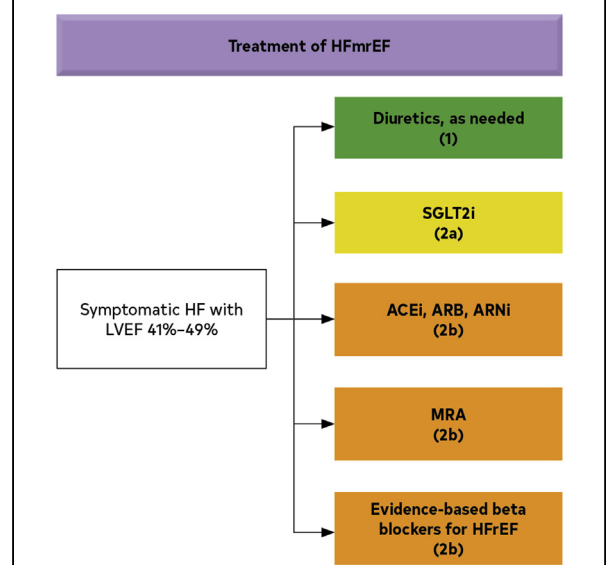 Treatment of HFmrEF
Diuretics, as needed
(1)
SGLT2i
(2a)
Symptomatic HF with
LVEF 41%–49%
ACEi, ARB, ARNi
(2b)
MRA
(2b)
Evidence-based beta
blockers for HFrEF
(2b)